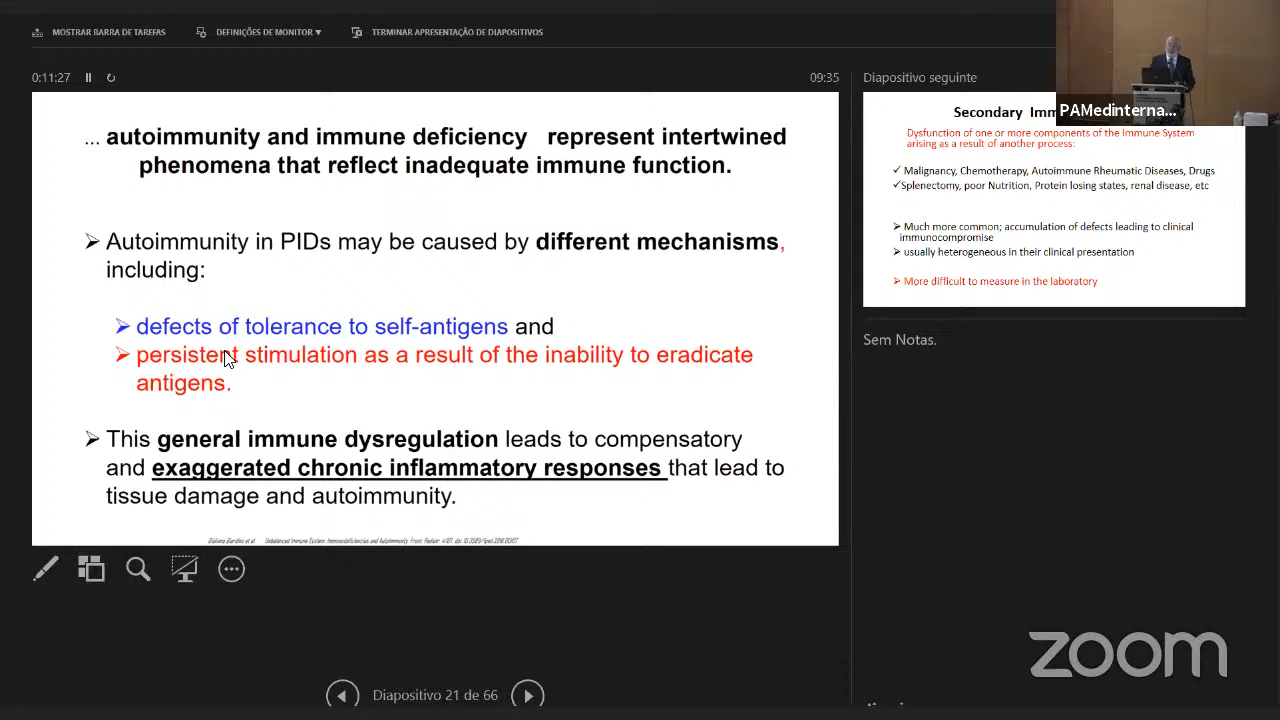 MOSTRAR BARRA DE TAREFAS
DEFINIÇÕES DE MONITOR ▾
TERMINAR APRESENTAÇÃO DE DIAPOSITIVOS
0:11:27
09:35
... autoimmunity and immune deficiency represent intertwined
phenomena that reflect inadequate immune function.
➢ Autoimmunity in PIDs may be caused by different mechanisms,
including:
➢ defects of tolerance to self-antigens and
➢ persistent stimulation as a result of the inability to eradicate
antigens.
➢ This general immune dysregulation leads to compensatory
and exaggerated chronic inflammatory responses that lead to
tissue damage and autoimmunity.
Diapositivo 21 de 66
Diapositivo seguinte
PAMedinterna...
Secondary Im
Dysfunction of one or more components of the Immune System
arising as a result of another process:
✓ Malignancy, Chemotherapy, Autoimmune Rheumatic Diseases, Drugs
✓ Splenectomy, poor Nutrition, Protein losing states, renal disease, etc
➢ Much more common; accumulation of defects leading to clinical
immunocompromise
➢ usually heterogeneous in their clinical presentation
➢ More difficult to measure in the laboratory
Sem Notas.
zoom